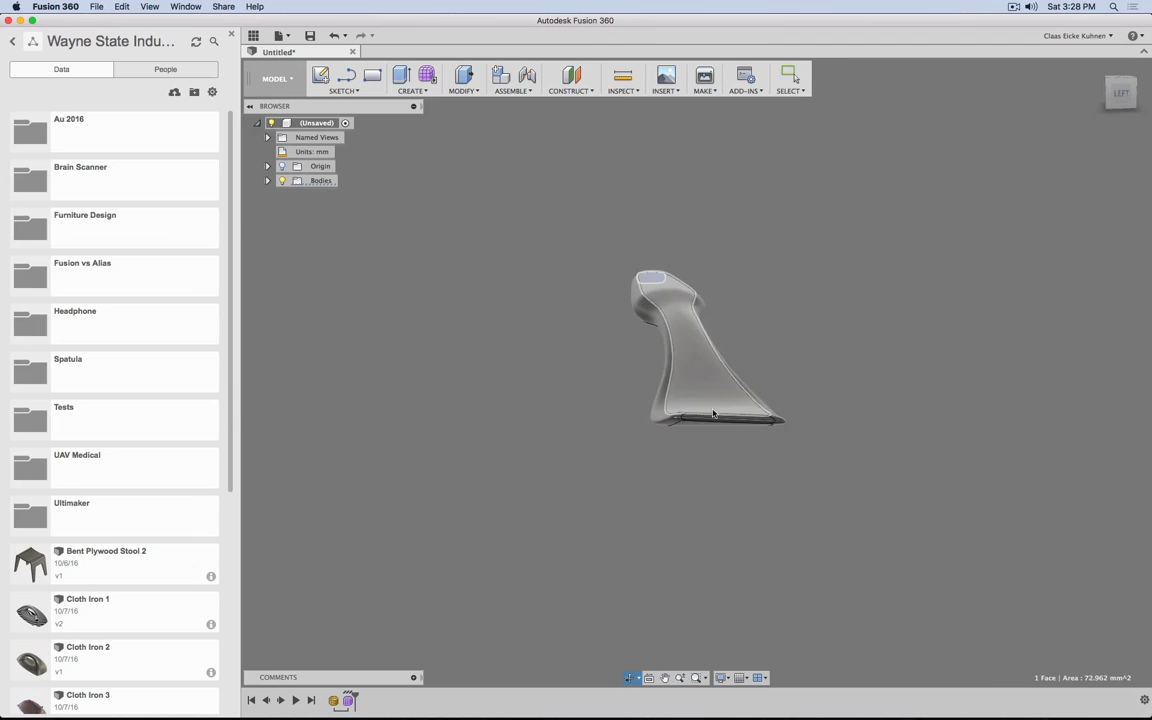 Fusion 360 File Edit View Window Share Help Sat 3:28 PM
Autodesk Fusion 360
Wayne State Indu... Claas Eicke Kuhnen
Untitled*
Data People
MODEL SKETCH CREATE MODIFY ASSEMBLE CONSTRUCT INSPECT INSERT MAKE ADD-INS SELECT
LEFT
BROWSER
(Unsaved)
Named Views
Units: mm
Origin
Bodies
Au 2016
Brain Scanner
Furniture Design
Fusion vs Alias
Headphone
Spatula
Tests
UAV Medical
Ultimaker
Bent Plywood Stool 2
10/6/16
v1
Cloth Iron 1
10/7/16
v2
Cloth Iron 2
10/7/16
v1
Cloth Iron 3
10/7/16
COMMENTS
1 Face | Area : 72.962 mm^2